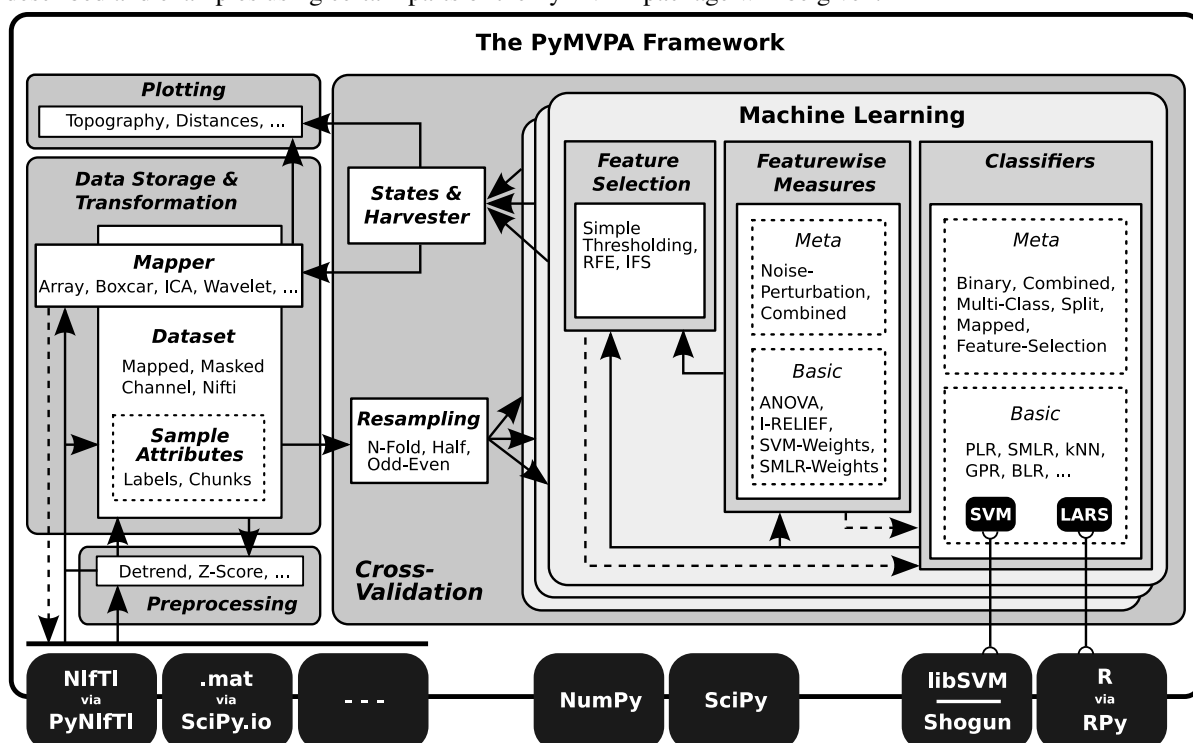 The PyMVPA Framework
Plotting
Topography, Distances, ...
Data Storage &
Transformation
Mapper
Array, Boxcar, ICA, Wavelet, ...
Dataset
Mapped, Masked
Channel, Nifti
Sample
Attributes
Labels, Chunks
Detrend, Z-Score, ...
Preprocessing
States &
Harvester
Resampling
N-Fold, Half,
Odd-Even
Cross-
Validation
Machine Learning
Feature
Selection
Simple
Thresholding,
RFE, IFS
Featurewise
Measures
Meta
Noise-
Perturbation,
Combined
Basic
ANOVA,
I-RELIEF,
SVM-Weights,
SMLR-Weights
Classifiers
Meta
Binary, Combined,
Multi-Class, Split,
Mapped,
Feature-Selection
Basic
PLR, SMLR, kNN,
GPR, BLR, ...
SVM
LARS
NIfTI
via
PyNIfTI
.mat
via
SciPy.io
- - -
NumPy
SciPy
libSVM
Shogun
R
via
RPy